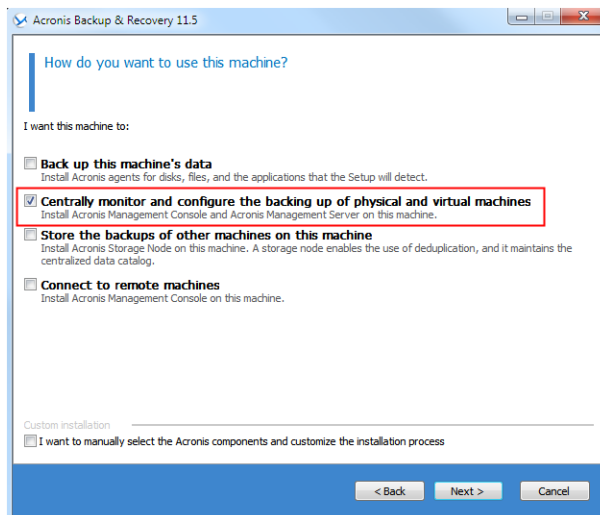 Acronis Backup & Recovery 11.5
How do you want to use this machine?
I want this machine to:
Back up this machine's data
Install Acronis agents for disks, files, and the applications that the Setup will detect.
Centrally monitor and configure the backing up of physical and virtual machines
Install Acronis Management Console and Acronis Management Server on this machine.
Store the backups of other machines on this machine
Install Acronis Storage Node on this machine. A storage node enables the use of deduplication, and it maintains the
centralized data catalog.
Connect to remote machines
Install Acronis Management Console on this machine.
Custom installation
I want to manually select the Acronis components and customize the installation process
< Back Next > Cancel